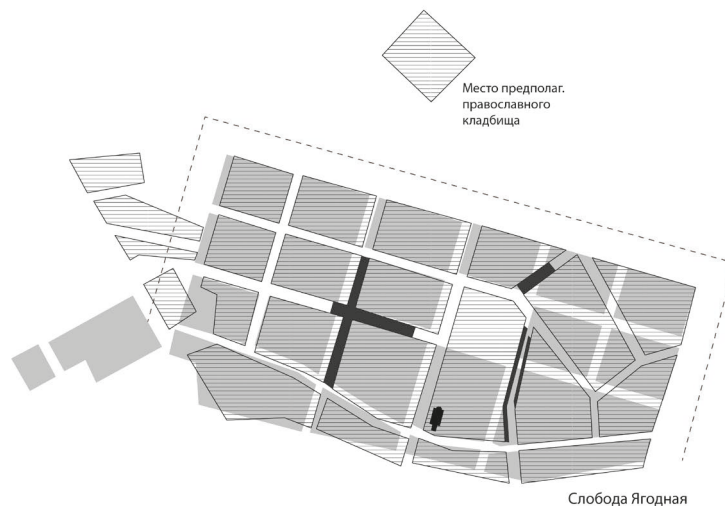 Место предполаг.
православного
кладбища
Слобода Ягодная